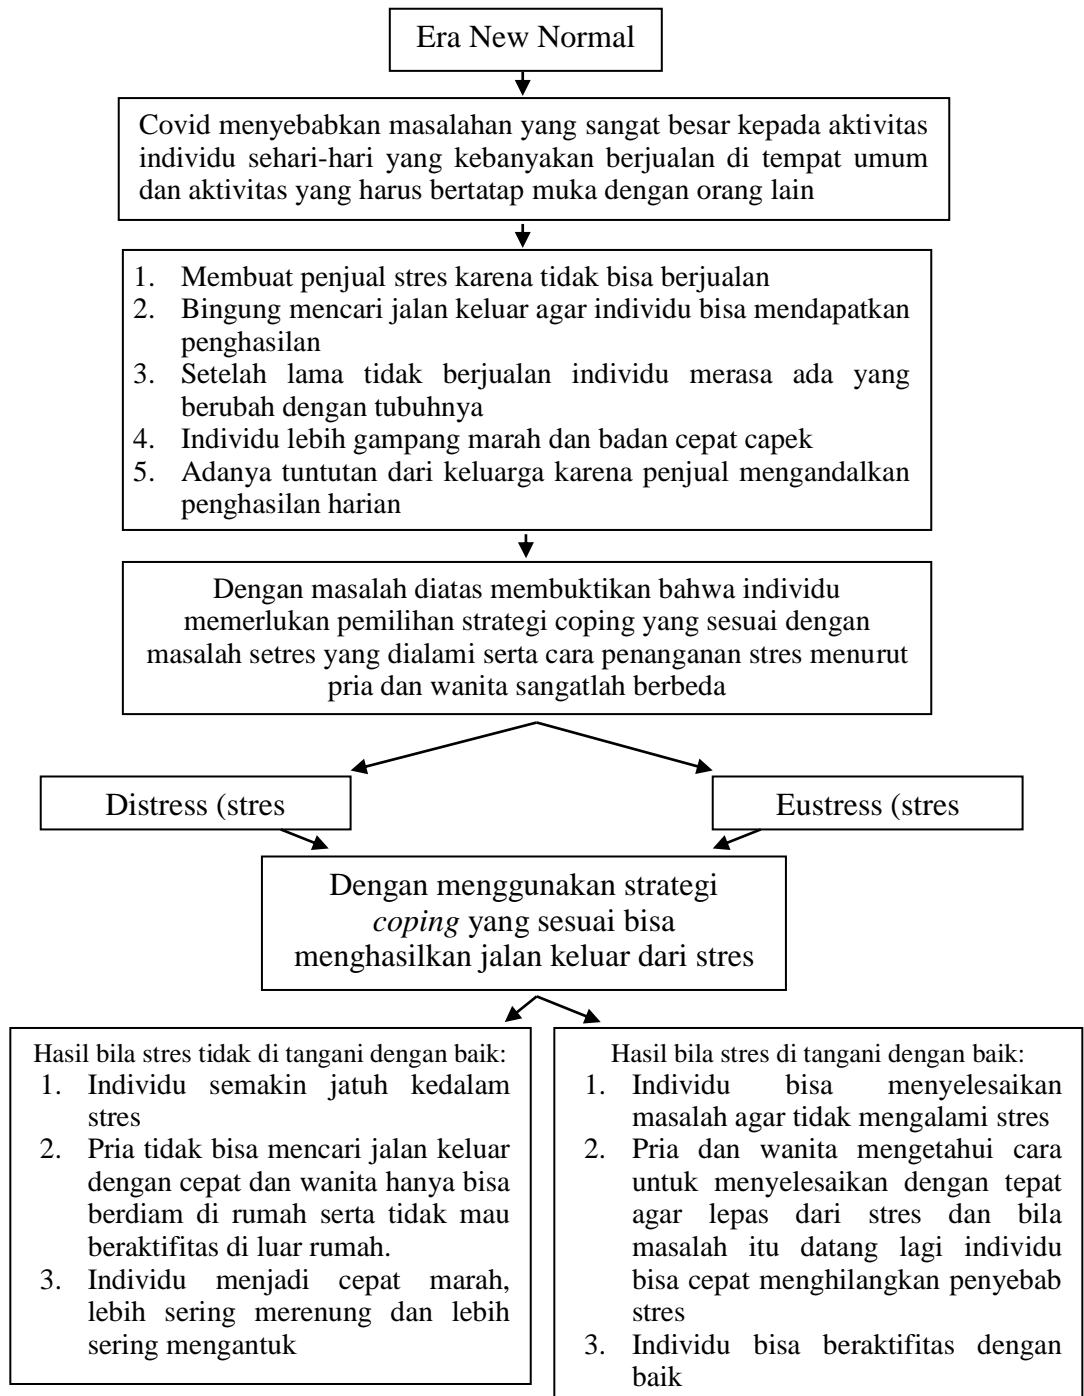 Era New Normal
Covid menyebabkan masalahan yang sangat besar kepada aktivitas
individu sehari-hari yang kebanyakan berjualan di tempat umum
dan aktivitas yang harus bertatap muka dengan orang lain
1. Membuat penjual stres karena tidak bisa berjualan
2. Bingung mencari jalan keluar agar individu bisa mendapatkan
penghasilan
3. Setelah lama tidak berjualan individu merasa ada yang
berubah dengan tubuhnya
4. Individu lebih gampang marah dan badan cepat capek
5. Adanya tuntutan dari keluarga karena penjual mengandalkan
penghasilan harian
Dengan masalah diatas membuktikan bahwa individu
memerlukan pemilihan strategi coping yang sesuai dengan
masalah setres yang dialami serta cara penanganan stres menurut
pria dan wanita sangatlah berbeda
Distress (stres
Eustress (stres
Dengan menggunakan strategi
coping yang sesuai bisa
menghasilkan jalan keluar dari stres
Hasil bila stres tidak di tangani dengan baik:
1. Individu semakin jatuh kedalam
stres
2. Pria tidak bisa mencari jalan keluar
dengan cepat dan wanita hanya bisa
berdiam di rumah serta tidak mau
beraktifitas di luar rumah.
3. Individu menjadi cepat marah,
lebih sering merenung dan lebih
sering mengantuk
Hasil bila stres di tangani dengan baik:
1. Individu bisa menyelesaikan
masalah agar tidak mengalami stres
2. Pria dan wanita mengetahui cara
untuk menyelesaikan dengan tepat
agar lepas dari stres dan bila
masalah itu datang lagi individu
bisa cepat menghilangkan penyebab
stres
3. Individu bisa beraktifitas dengan
baik